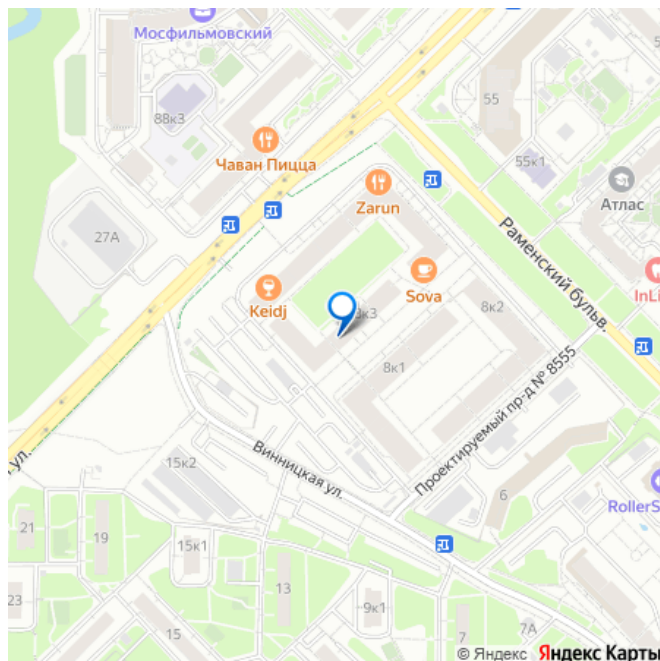 Мосфильмовский
55
88к3
Чаван Пицца
55к1
Атлас
Zarun
27А
Раменский бульв.
Keidj
Sova
InLi
8к2
8к3
8к1
Проектируемый пр-д № 8555
ул.
15к2
Винницкая ул.
6
RollerS
21
19
15к1
13
23
9к1
7А
15
7
© Яндекс Яндекс Карты